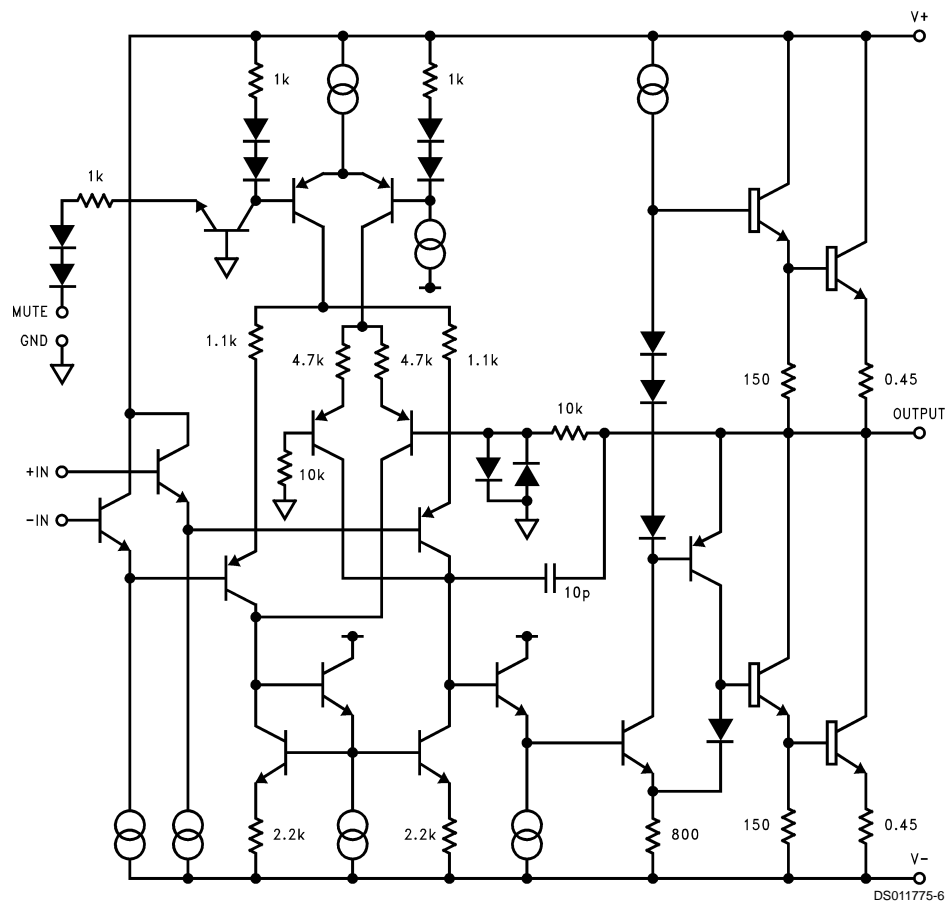 V+
1k
1k
1k
MUTE
GND
1.1k
4.7k
4.7k
1.1k
150
0.45
10k
OUTPUT
+IN
10k
-IN
10p
2.2k
2.2k
800
150
0.45
V-
DS011775-6